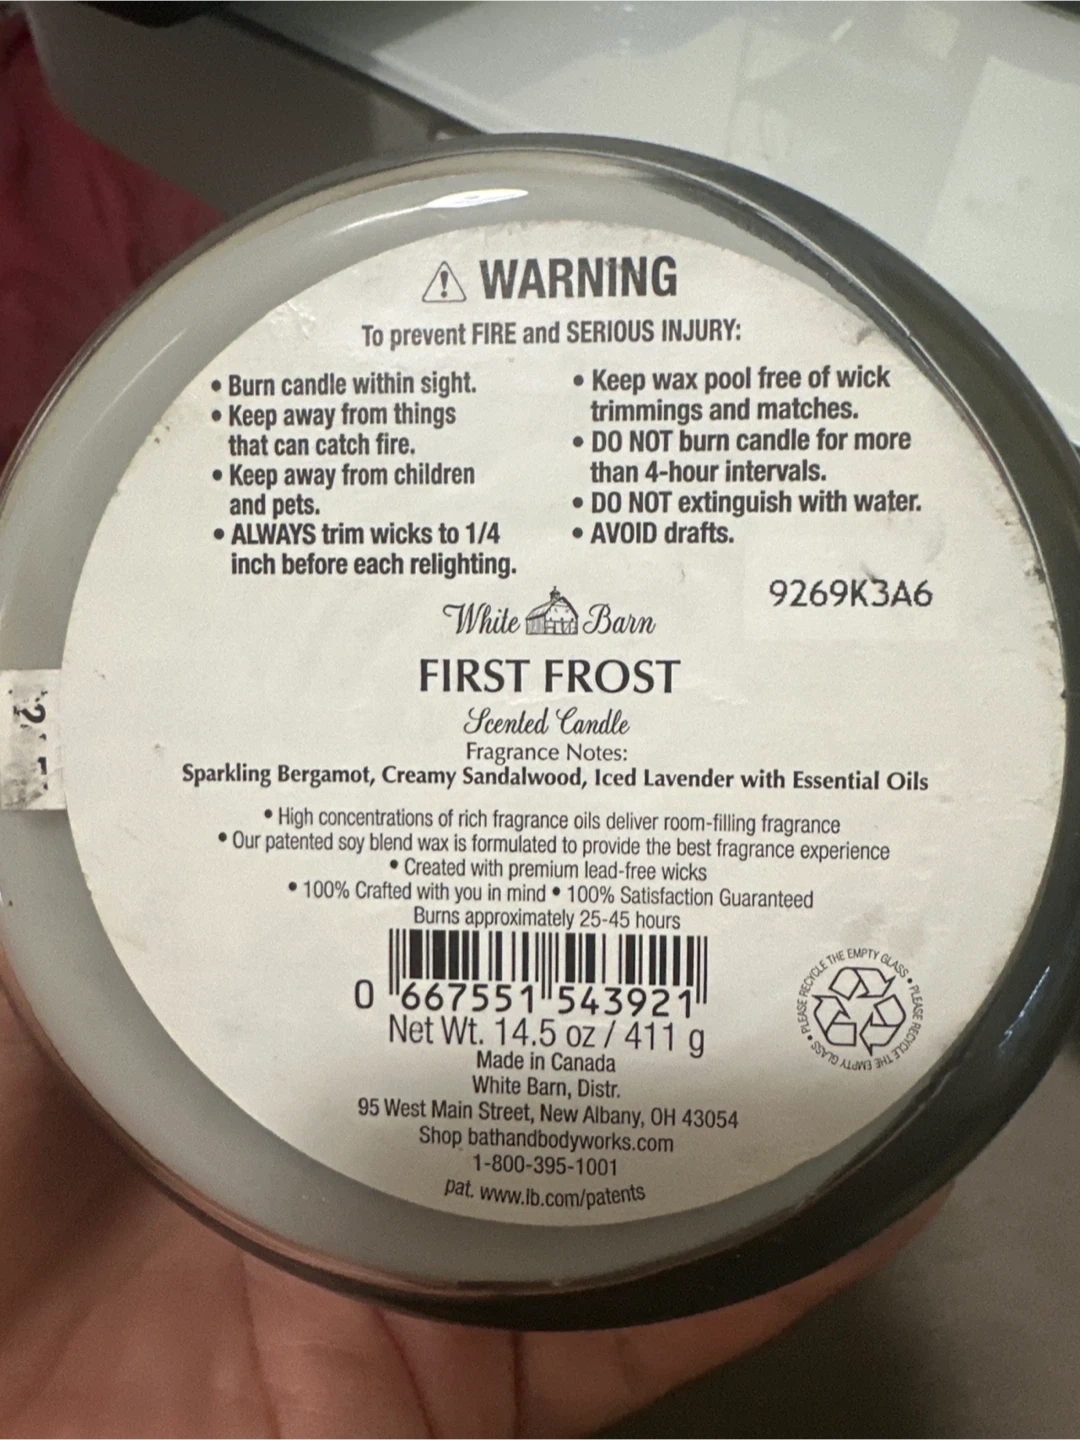 WARNING
To prevent FIRE and SERIOUS INJURY:
• Burn candle within sight.
• Keep away from things
that can catch fire.
• Keep away from children
and pets.
• ALWAYS trim wicks to 1/4
inch before each relighting.
• Keep wax pool free of wick
trimmings and matches.
• DO NOT burn candle for more
than 4-hour intervals.
• DO NOT extinguish with water.
• AVOID drafts.
9269K3A6
White Barn
FIRST FROST
Scented Candle
Fragrance Notes:
Sparkling Bergamot, Creamy Sandalwood, Iced Lavender with Essential Oils
• High concentrations of rich fragrance oils deliver room-filling fragrance
• Our patented soy blend wax is formulated to provide the best fragrance experience
• Created with premium lead-free wicks
• 100% Crafted with you in mind • 100% Satisfaction Guaranteed
Burns approximately 25-45 hours
0 667551 543921
Net Wt. 14.5 oz / 411 g
Made in Canada
White Barn, Distr.
95 West Main Street, New Albany, OH 43054
Shop bathandbodyworks.com
1-800-395-1001
pat. www.lb.com/patents
PLEASE RECYCLE THE EMPTY GLASS • PLEASE RECYCLE THE EMPTY GLASS •